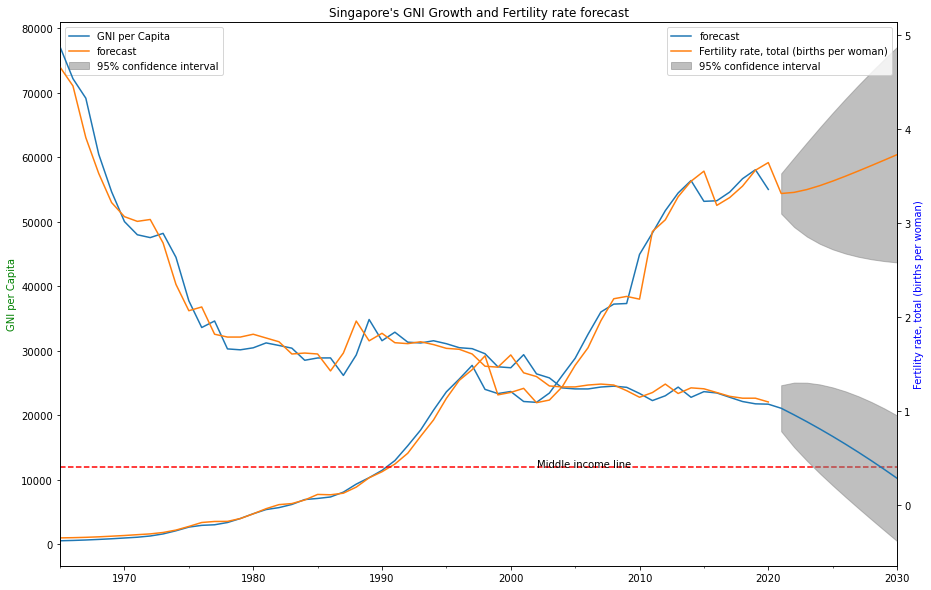 Singapore's GNI Growth and Fertility rate forecast
GNI per Capita
forecast
95% confidence interval
forecast
Fertility rate, total (births per woman)
95% confidence interval
80000
70000
60000
50000
40000
30000
20000
10000
0
GNI per Capita
5
4
3
2
1
0
Fertility rate, total (births per woman)
Middle income line
1970
1980
1990
2000
2010
2020
2030